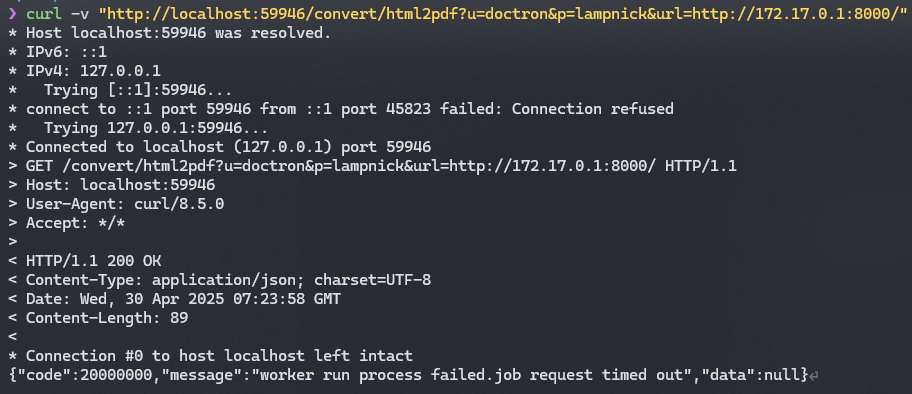 ❯ curl -v "http://localhost:59946/convert/html2pdf?u=doctron&p=lampnick&url=http://172.17.0.1:8000/"
* Host localhost:59946 was resolved.
* IPv6: ::1
* IPv4: 127.0.0.1
*   Trying [::1]:59946...
* connect to ::1 port 59946 from ::1 port 45823 failed: Connection refused
*   Trying 127.0.0.1:59946...
* Connected to localhost (127.0.0.1) port 59946
> GET /convert/html2pdf?u=doctron&p=lampnick&url=http://172.17.0.1:8000/ HTTP/1.1
> Host: localhost:59946
> User-Agent: curl/8.5.0
> Accept: */*
>
< HTTP/1.1 200 OK
< Content-Type: application/json; charset=UTF-8
< Date: Wed, 30 Apr 2025 07:23:58 GMT
< Content-Length: 89
<
* Connection #0 to host localhost left intact
{"code":20000000,"message":"worker run process failed.job request timed out","data":null}⏎